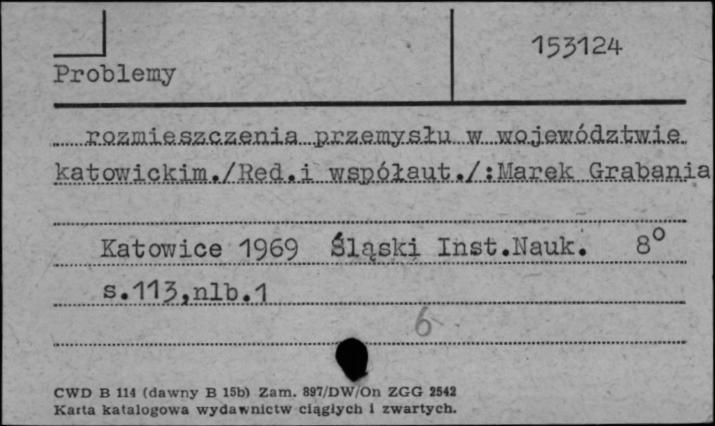 153124
Problemy
rozmieszczenia przemysłu w województwie
katowickim./Red.i współaut./:Marek Grabania
Katowice 1969 Śląski Inst.Nauk. 8°
s.113,nlb.1
6
CWD B 114 (dawny B 15b) Zam. 897/DW/On ZGG 2542
Karta katalogowa wydawnictw ciągłych i zwartych.